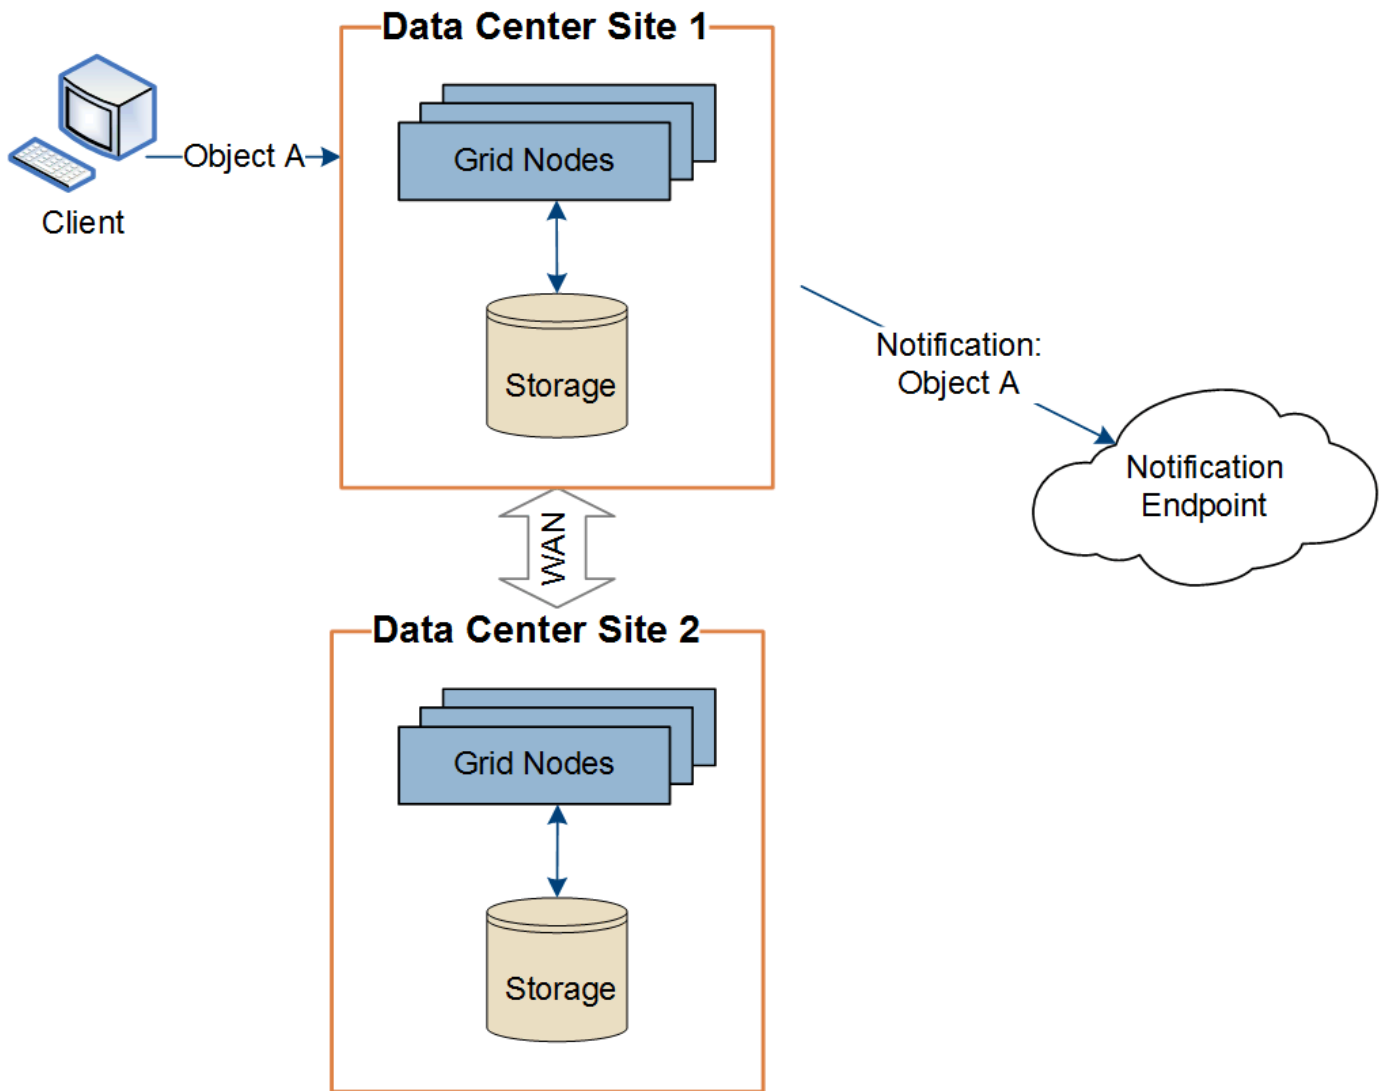 Data Center Site 1
Object A
Client
Grid Nodes
Storage
Notification:
Object A
Notification
Endpoint
WAN
Data Center Site 2
Grid Nodes
Storage